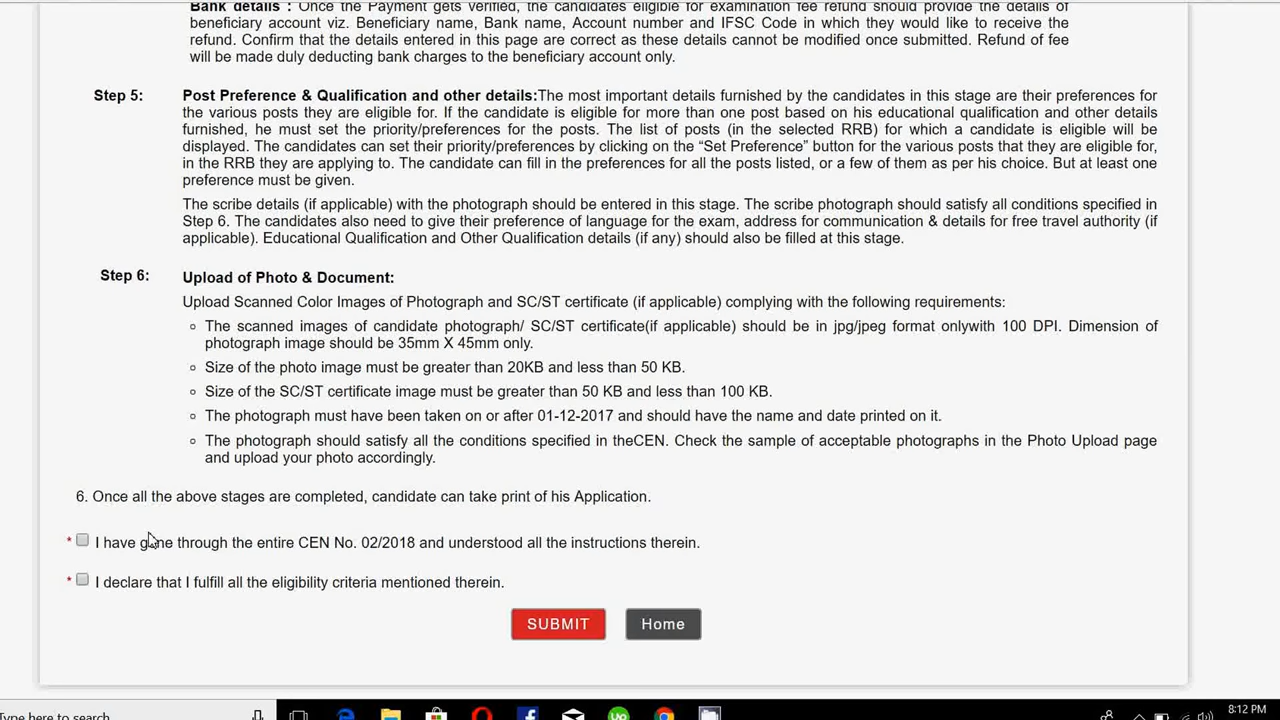 Bank details : Once the Payment gets verified, the candidates eligible for examination fee refund should provide the details of
beneficiary account viz. Beneficiary name, Bank name, Account number and IFSC Code in which they would like to receive the
refund. Confirm that the details entered in this page are correct as these details cannot be modified once submitted. Refund of fee
will be made duly deducting bank charges to the beneficiary account only.
Step 5: Post Preference & Qualification and other details:The most important details furnished by the candidates in this stage are their preferences for
the various posts they are eligible for. If the candidate is eligible for more than one post based on his educational qualification and other details
furnished, he must set the priority/preferences for the posts. The list of posts (in the selected RRB) for which a candidate is eligible will be
displayed. The candidates can set their priority/preferences by clicking on the “Set Preference” button for the various posts that they are eligible for,
in the RRB they are applying to. The candidate can fill in the preferences for all the posts listed, or a few of them as per his choice. But at least one
preference must be given.
The scribe details (if applicable) with the photograph should be entered in this stage. The scribe photograph should satisfy all conditions specified in
Step 6. The candidates also need to give their preference of language for the exam, address for communication & details for free travel authority (if
applicable). Educational Qualification and Other Qualification details (if any) should also be filled at this stage.
Step 6: Upload of Photo & Document:
Upload Scanned Color Images of Photograph and SC/ST certificate (if applicable) complying with the following requirements:
The scanned images of candidate photograph/ SC/ST certificate(if applicable) should be in jpg/jpeg format onlywith 100 DPI. Dimension of
photograph image should be 35mm X 45mm only.
Size of the photo image must be greater than 20KB and less than 50 KB.
Size of the SC/ST certificate image must be greater than 50 KB and less than 100 KB.
The photograph must have been taken on or after 01-12-2017 and should have the name and date printed on it.
The photograph should satisfy all the conditions specified in theCEN. Check the sample of acceptable photographs in the Photo Upload page
and upload your photo accordingly.
6. Once all the above stages are completed, candidate can take print of his Application.
* I have gone through the entire CEN No. 02/2018 and understood all the instructions therein.
* I declare that I fulfill all the eligibility criteria mentioned therein.
SUBMIT Home
Type here to search
8:12 PM